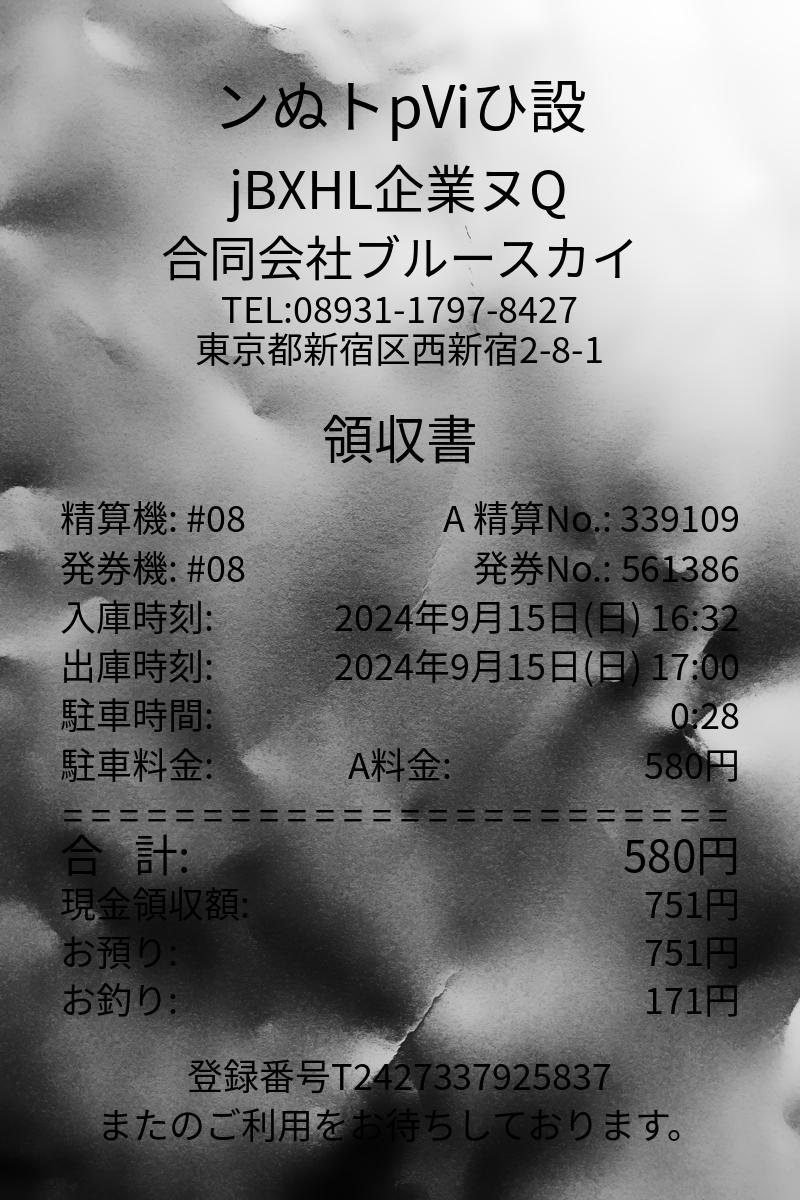 ンぬトpViひ設
jBXHL企業ヌQ
合同会社ブルースカイ
TEL:08931-1797-8427
東京都新宿区西新宿2-8-1
領収書
精算機: #08 A 精算No.: 339109
発券機: #08 発券No.: 561386
入庫時刻: 2024年9月15日(日) 16:32
出庫時刻: 2024年9月15日(日) 17:00
駐車時間: 0:28
駐車料金: A料金: 580円
========================
合 計: 580円
現金領収額: 751円
お預り: 751円
お釣り: 171円
登録番号T2427337925837
またのご利用をお待ちしております。